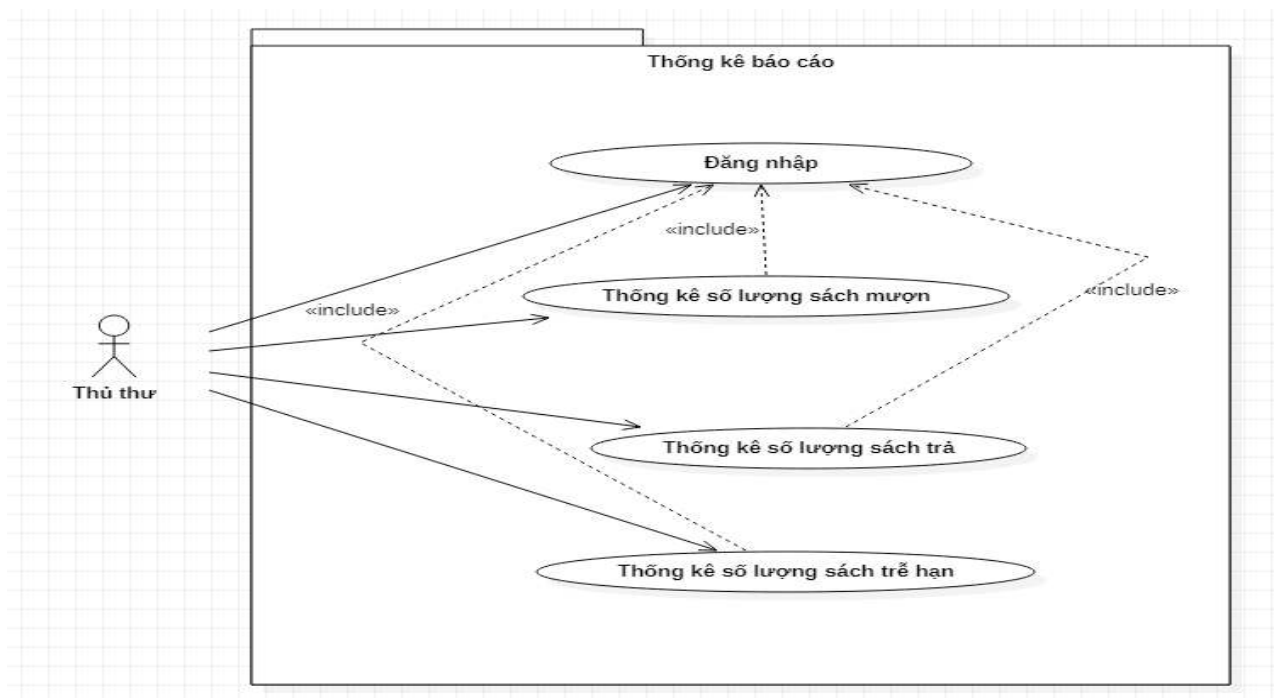 Thống kê báo cáo
Đăng nhập
«include»
Thống kê số lượng sách mượn
«include»
«include»
Thủ thư
Thống kê số lượng sách trả
Thống kê số lượng sách trễ hạn